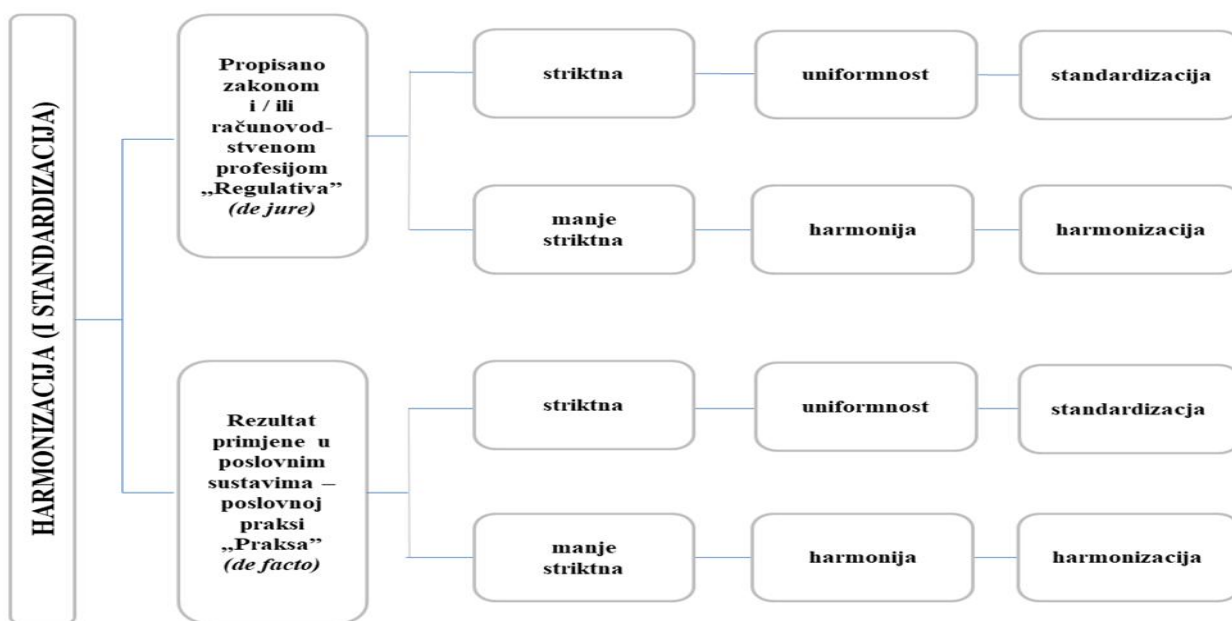 HARMONIZACIJA (I STANDARDIZACIJA)
Propisano
zakonom
i / ili
računovod-
stvenom
profesijom
„Regulativa”
(de jure)
striktna
uniformnost
standardizacija
manje
striktna
harmonija
harmonizacija
Rezultat
primjene u
poslovnim
sustavima –
poslovnoj
praksi
„Praksa”
(de facto)
striktna
uniformnost
standardizacja
manje
striktna
harmonija
harmonizacija